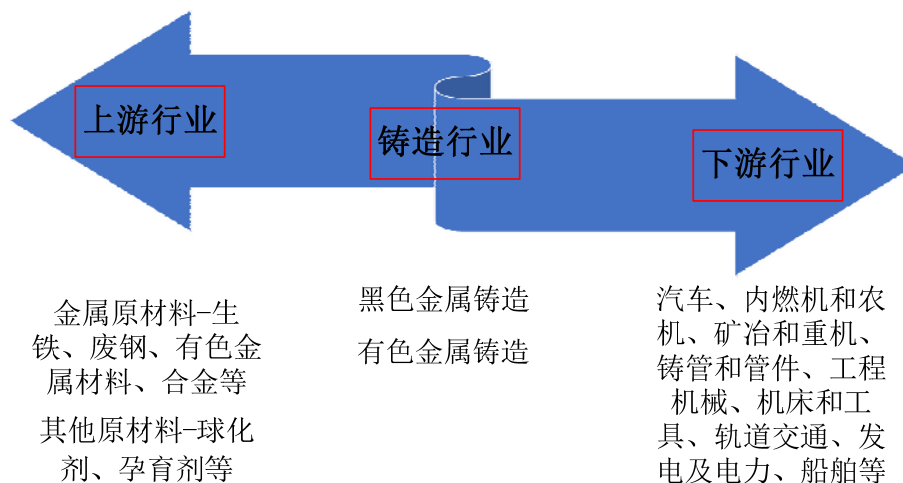 上游行业
铸造行业
下游行业
金属原材料-生
铁、废钢、有色金
属材料、合金等
其他原材料-球化
剂、孕育剂等
黑色金属铸造
有色金属铸造
汽车、内燃机和农
机、矿冶和重机、
铸管和管件、工程
机械、机床和工
具、轨道交通、发
电及电力、船舶等